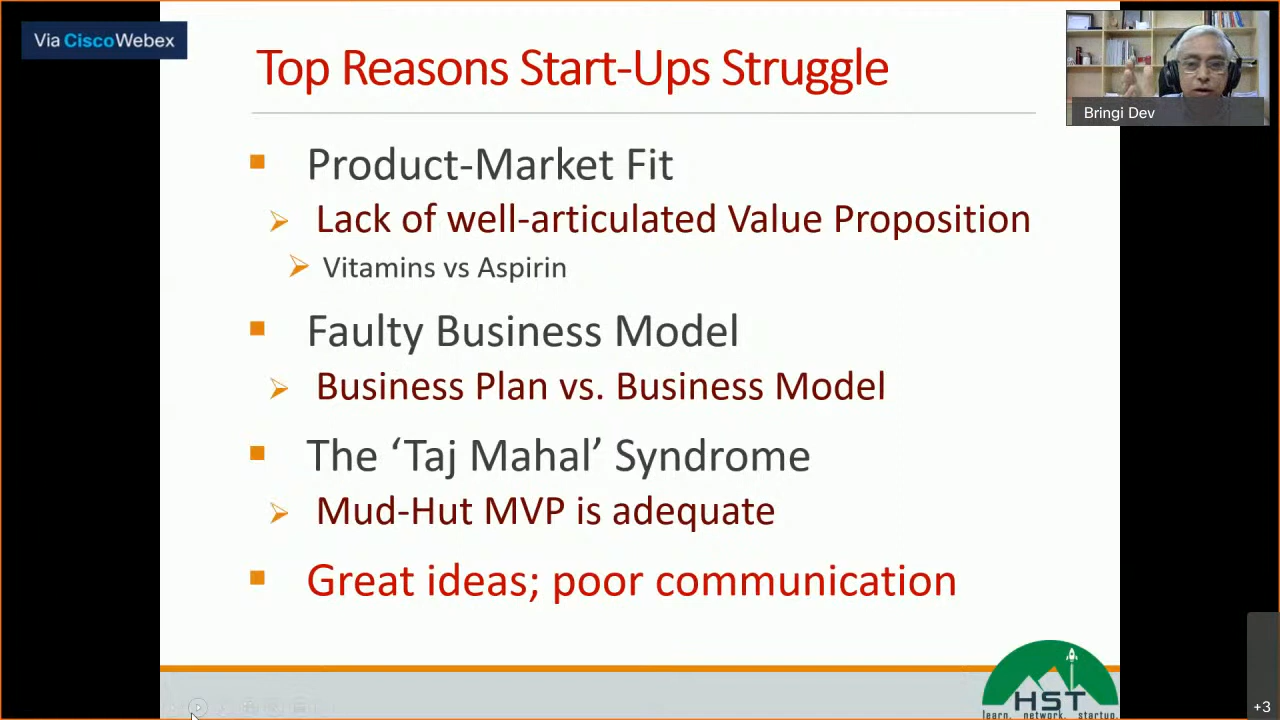 Via CiscoWebex
Top Reasons Start-Ups Struggle
Bringi Dev
Product-Market Fit
Lack of well-articulated Value Proposition
Vitamins vs Aspirin
Faulty Business Model
Business Plan vs. Business Model
The ‘Taj Mahal’ Syndrome
Mud-Hut MVP is adequate
Great ideas; poor communication
HST
learn. network. startup.
+3